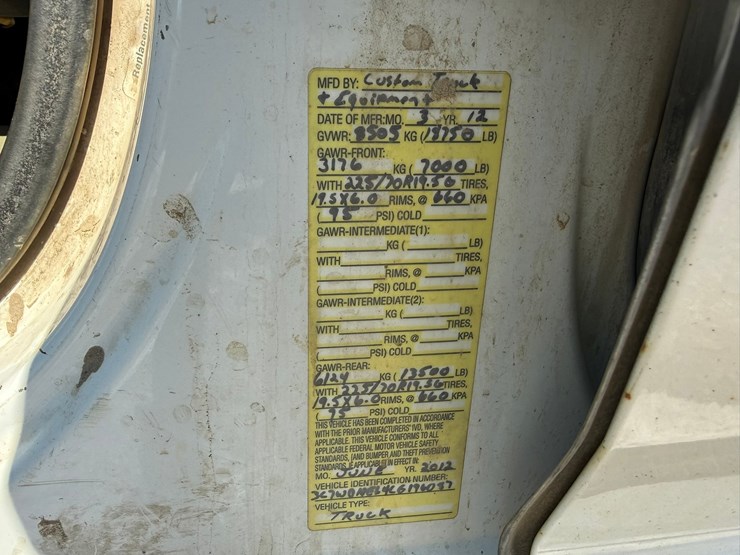 Replacement
MFD BY: Custom Truck
+ Equipment
DATE OF MFR:MO. 3 YR. 12
GVWR: 8505 KG (18750 LB)
GAWR-FRONT:
3176 KG ( 7000 LB)
WITH 225/70R19.5G TIRES,
19.5X6.0 RIMS, @ 660 KPA
( 95 PSI) COLD
GAWR-INTERMEDIATE(1):
KG ( LB)
WITH TIRES,
RIMS, @ KPA
( PSI) COLD
GAWR-INTERMEDIATE(2):
KG ( LB)
WITH TIRES,
RIMS, @ KPA
( PSI) COLD
GAWR-REAR:
6124 KG ( 13500 LB)
WITH 225/70R19.5G TIRES,
19.5X6.0 RIMS, @ 660 KPA
( 95 PSI) COLD
THIS VEHICLE HAS BEEN COMPLETED IN ACCORDANCE
WITH THE PRIOR MANUFACTURERS' IVD, WHERE
APPLICABLE. THIS VEHICLE CONFORMS TO ALL
APPLICABLE FEDERAL MOTOR VEHICLE SAFETY
STANDARDS, (AND BUMPER AND THEFT PREVENTION
STANDARDS, IF APPLICABLE) IN EFFECT IN:
MO. JUNE YR. 2012
VEHICLE IDENTIFICATION NUMBER:
VEHICLE TYPE:
TRUCK